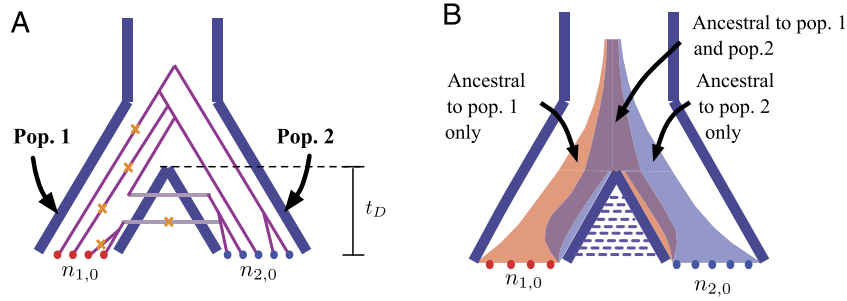 A
Pop. 1
Pop. 2
t_D
n_{1,0}
n_{2,0}
B
Ancestral to pop. 1
and pop.2
Ancestral
to pop. 1
only
Ancestral
to pop. 2
only
n_{1,0}
n_{2,0}